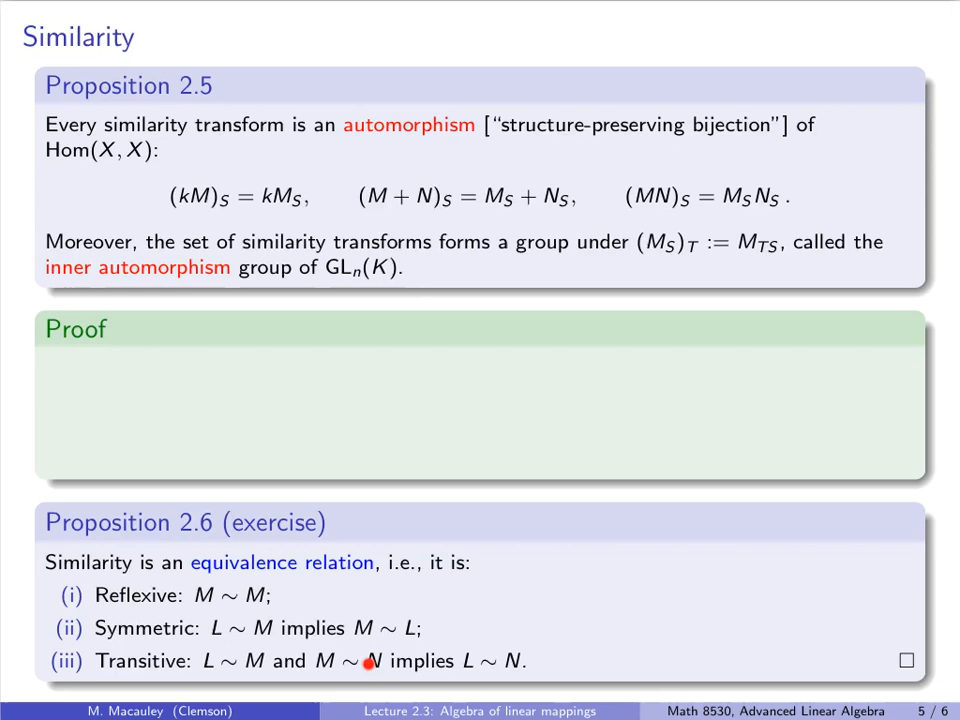 Similarity
Proposition 2.5
Every similarity transform is an automorphism [“structure-preserving bijection”] of
Hom(X, X):
(kM)_S = kM_S,    (M + N)_S = M_S + N_S,    (MN)_S = M_S N_S.
Moreover, the set of similarity transforms forms a group under (M_S)_T := M_{TS}, called the
inner automorphism group of GL_n(K).
Proof
Proposition 2.6 (exercise)
Similarity is an equivalence relation, i.e., it is:
(i) Reflexive: M ∼ M;
(ii) Symmetric: L ∼ M implies M ∼ L;
(iii) Transitive: L ∼ M and M ∼ N implies L ∼ N. □
M. Macauley (Clemson) Lecture 2.3: Algebra of linear mappings Math 8530, Advanced Linear Algebra 5 / 6